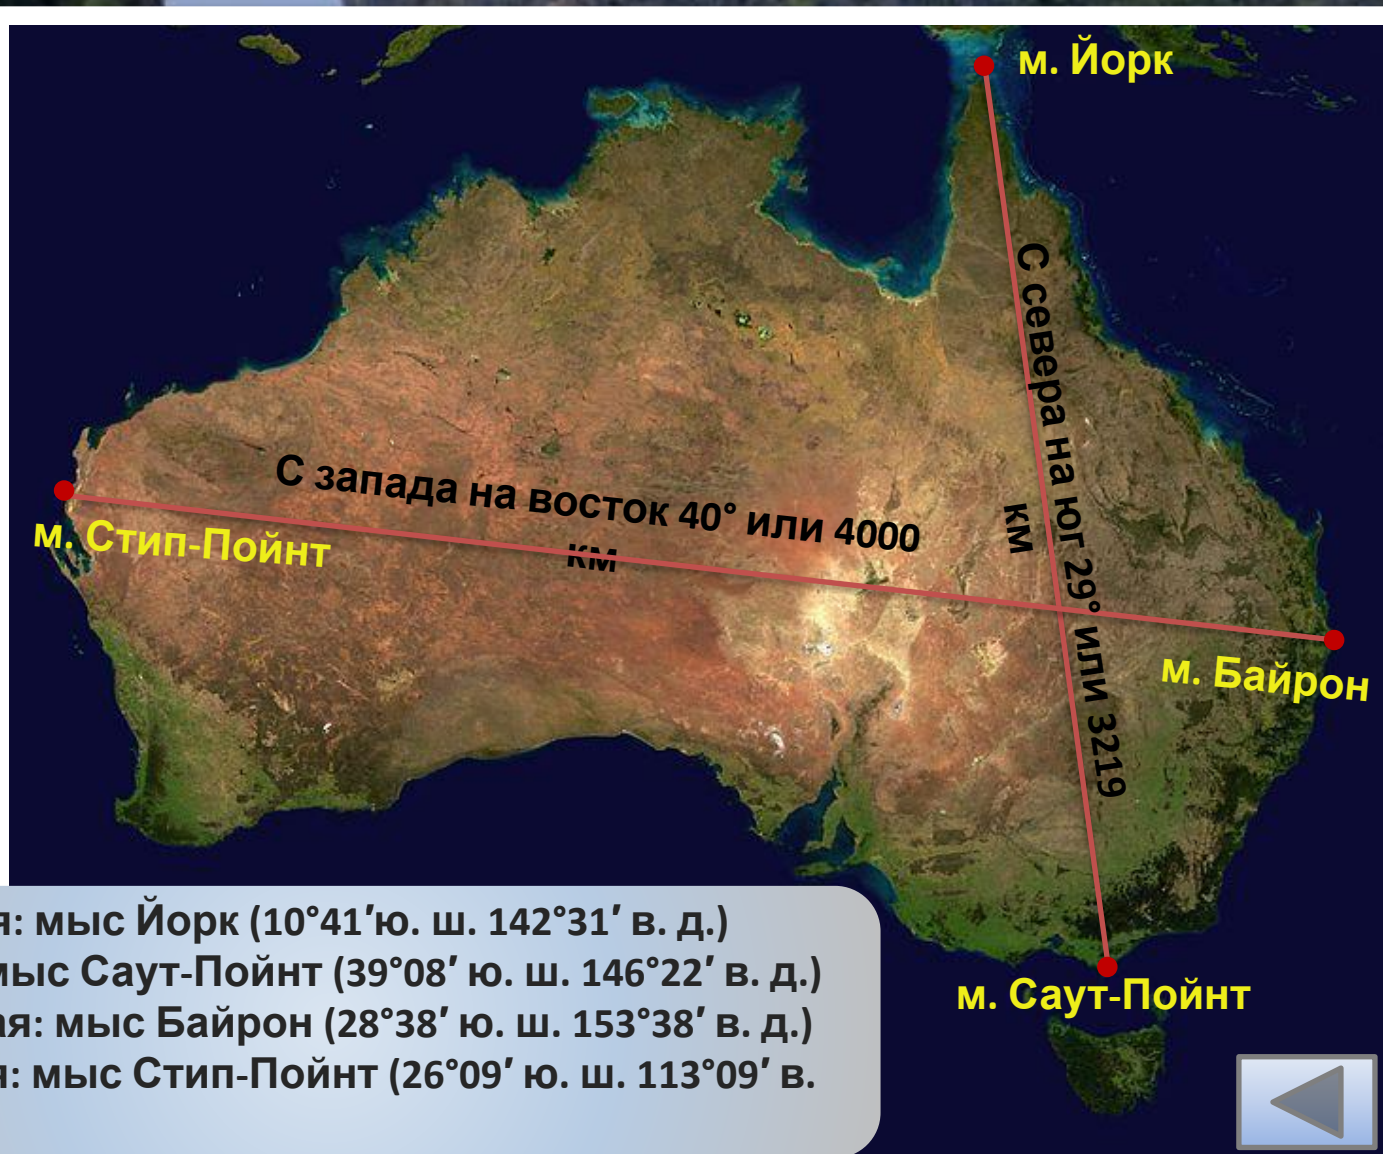 м. Йорк
С севера на юг 29° или 3219
км
С запада на восток 40° или 4000
км
м. Стип-Пойнт
м. Байрон
м. Саут-Пойнт
я: мыс Йорк (10°41′ю. ш. 142°31′ в. д.)
мыс Саут-Пойнт (39°08′ ю. ш. 146°22′ в. д.)
ая: мыс Байрон (28°38′ ю. ш. 153°38′ в. д.)
я: мыс Стип-Пойнт (26°09′ ю. ш. 113°09′ в.